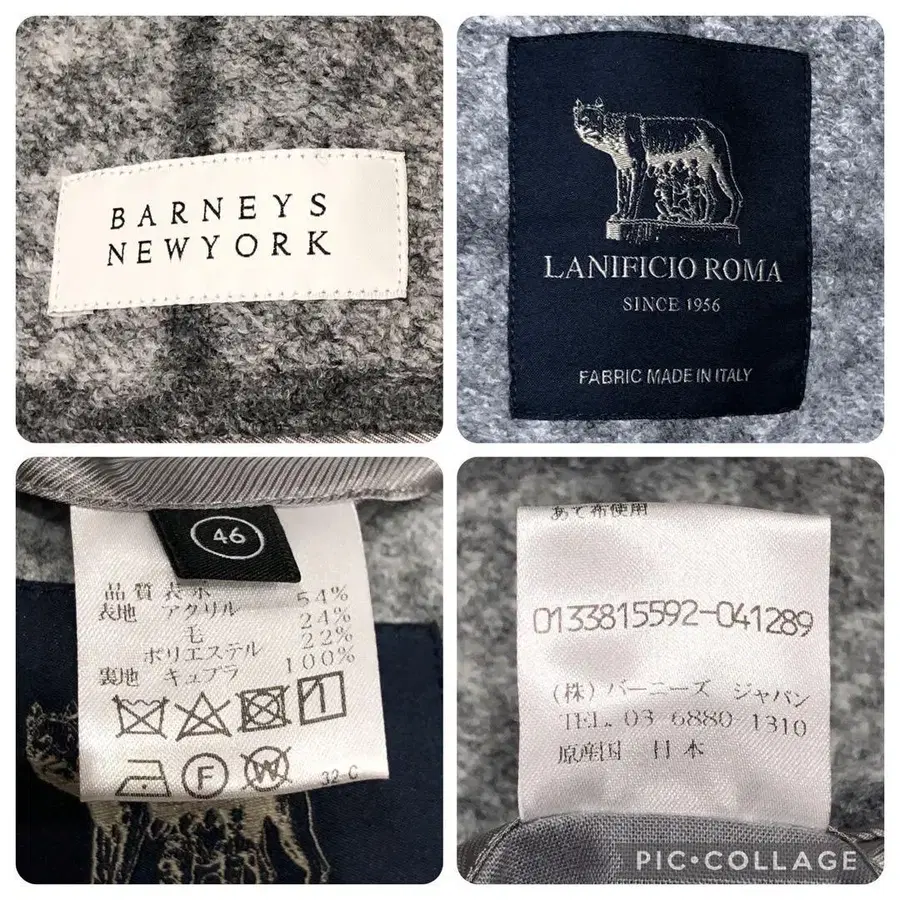 BARNEYS
NEWYORK
LANIFICIO ROMA
SINCE 1956
FABRIC MADE IN ITALY
46
品質表示
表地 アクリル 54%
毛 24%
ポリエステル 22%
裏地 キュプラ 100%
F
W
32-C
あて布使用
0133815592-041289
(株) バーニーズ ジャパン
TEL. 03 6880 1310
原産国 日本
PIC•COLLAGE